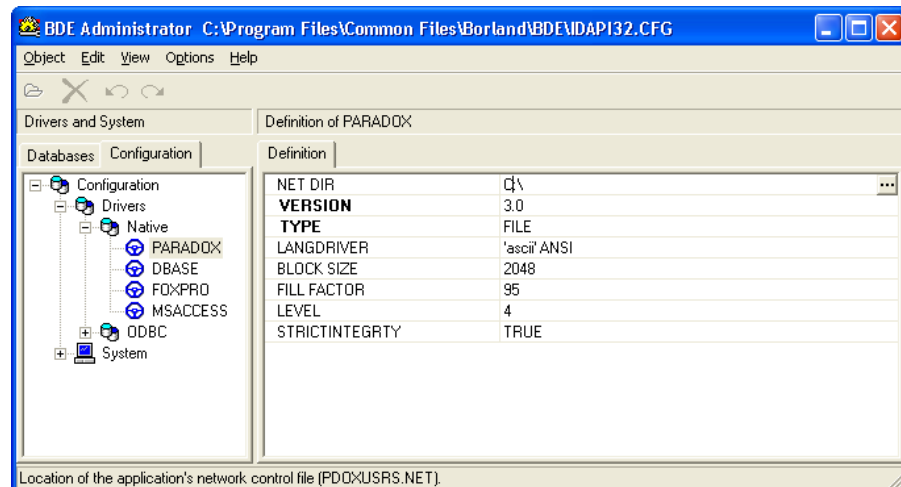 BDE Administrator C:\Program Files\Common Files\Borland\BDE\IDAPI32.CFG
Object Edit View Options Help
Drivers and System
Definition of PARADOX
Databases Configuration
Definition
Configuration
Drivers
Native
PARADOX
DBASE
FOXPRO
MSACCESS
ODBC
System
NET DIR C:\ ...
VERSION 3.0
TYPE FILE
LANGDRIVER 'ascii' ANSI
BLOCK SIZE 2048
FILL FACTOR 95
LEVEL 4
STRICTINTEGRTY TRUE
Location of the application's network control file (PDOXUSRS.NET).